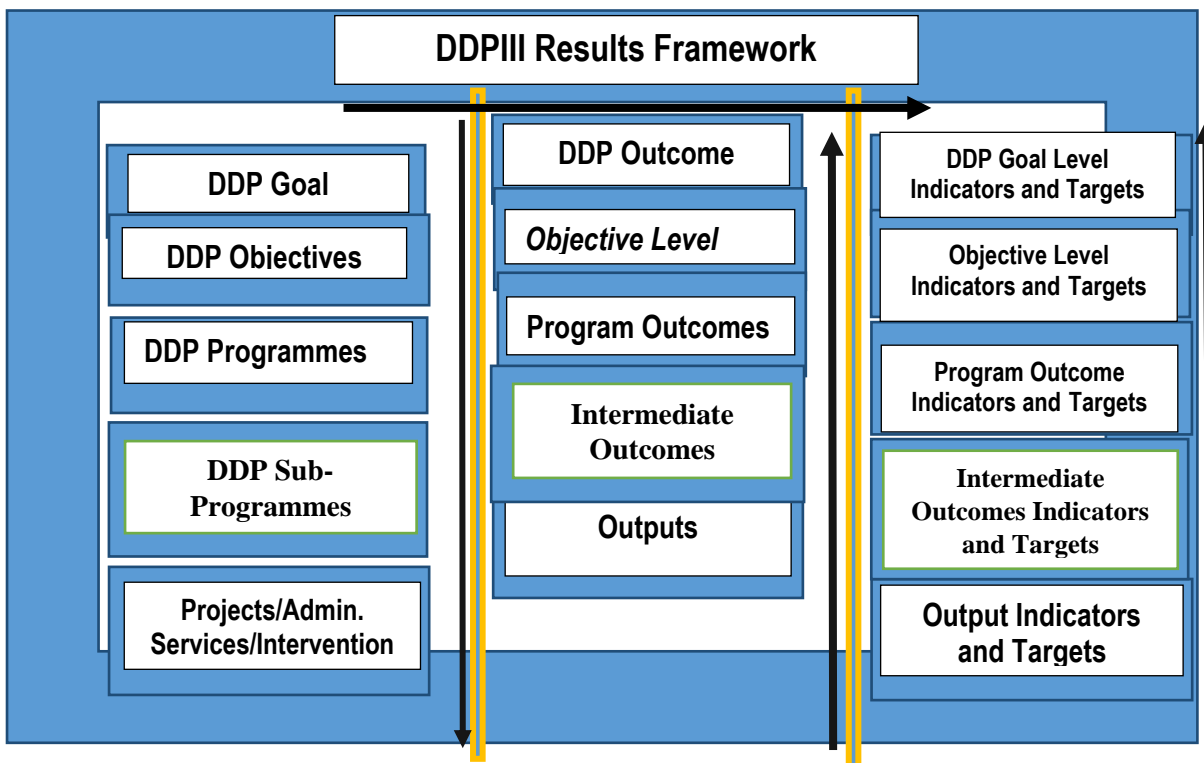 DDPIII Results Framework
DDP Goal
DDP Objectives
DDP Programmes
DDP Sub-
Programmes
Projects/Admin.
Services/Intervention
DDP Outcome
Objective Level
Program Outcomes
Intermediate
Outcomes
Outputs
DDP Goal Level
Indicators and Targets
Objective Level
Indicators and Targets
Program Outcome
Indicators and Targets
Intermediate
Outcomes Indicators
and Targets
Output Indicators
and Targets